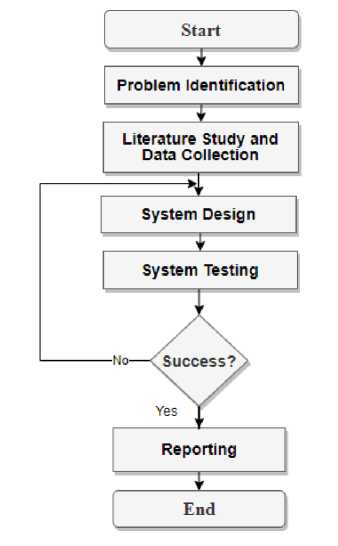 Start
Problem Identification
Literature Study and
Data Collection
System Design
System Testing
Success?
No
Yes
Reporting
End